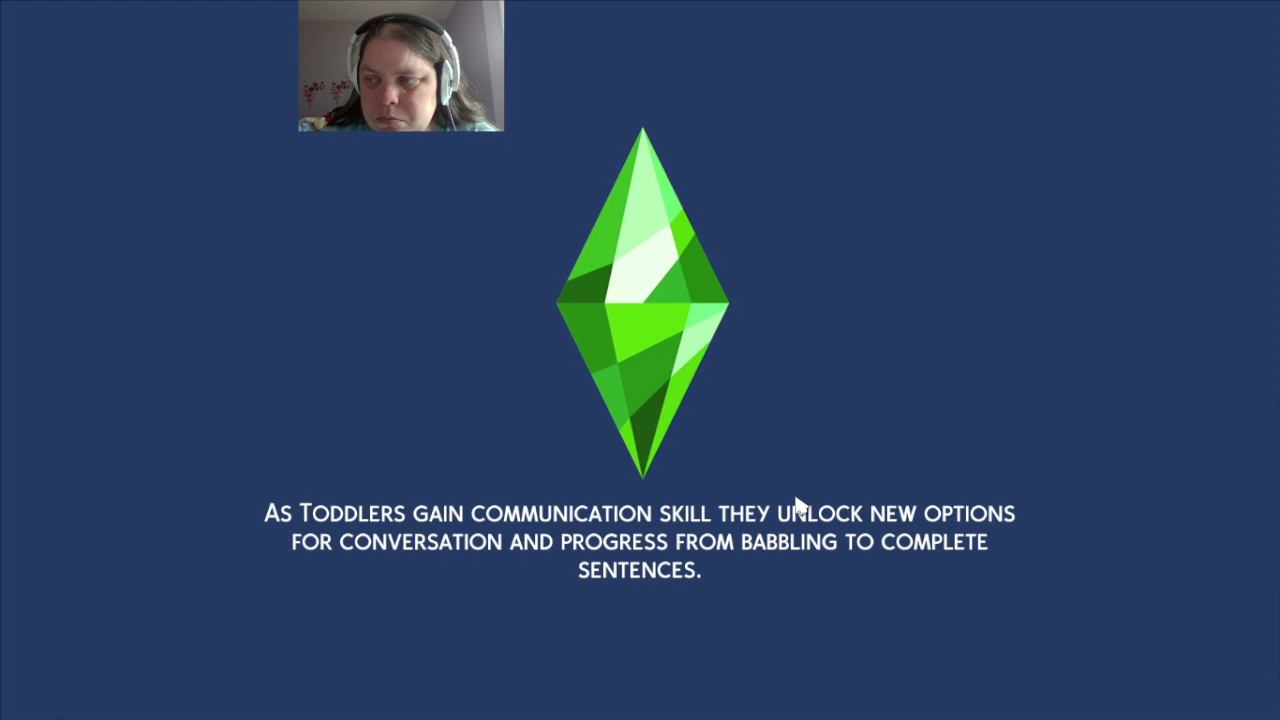 As Toddlers gain communication skill they unlock new options
for conversation and progress from babbling to complete
sentences.